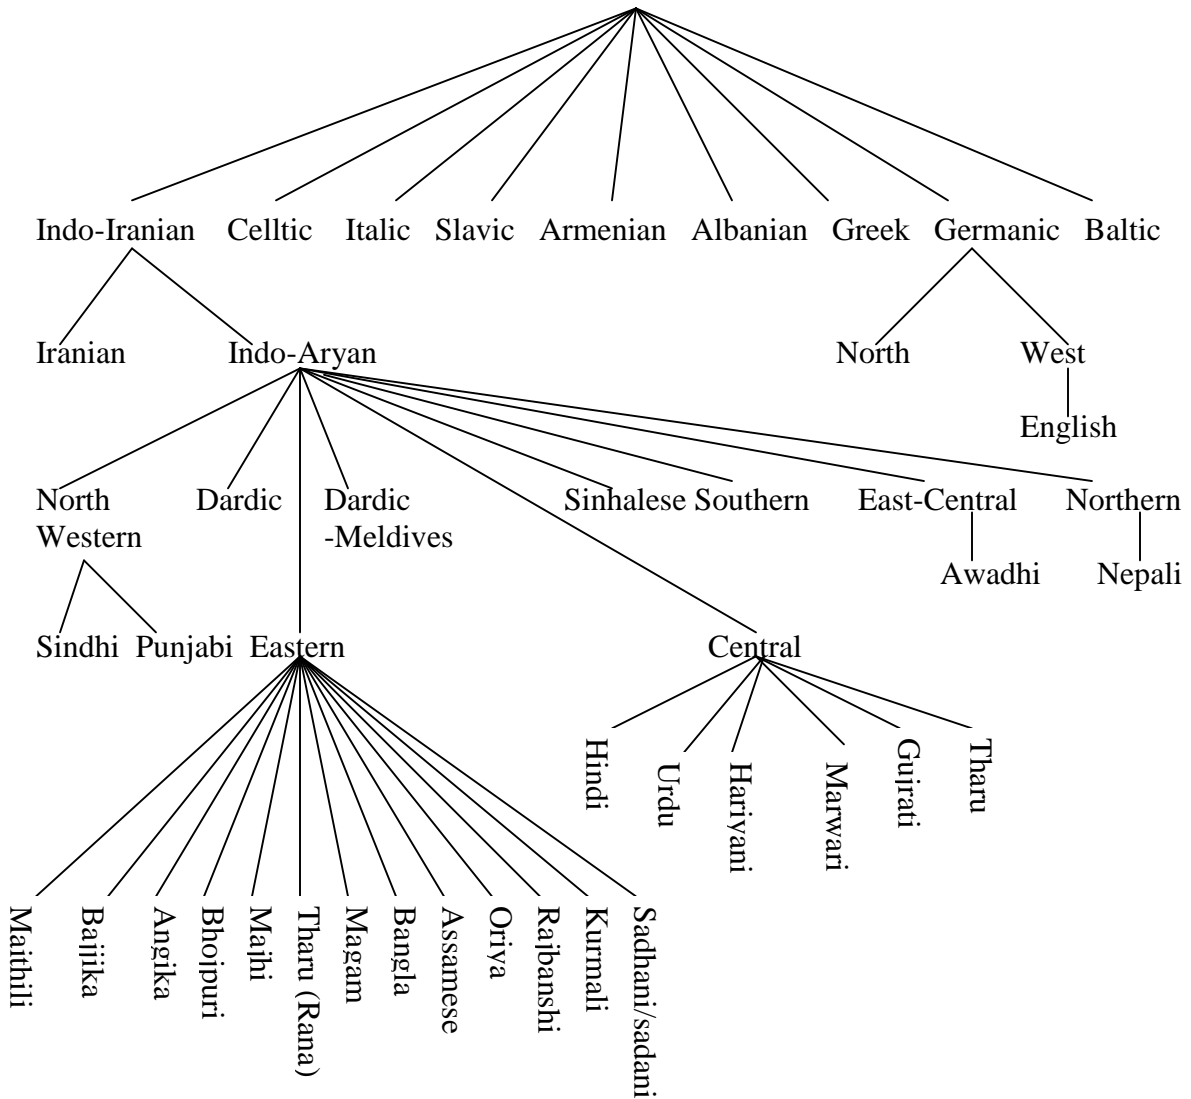 Indo-Iranian Celltic Italic Slavic Armenian Albanian Greek Germanic Baltic
Iranian Indo-Aryan North West
English
North Western
Dardic
Dardic -Meldives
Sinhalese Southern East-Central Northern
Awadhi Nepali
Sindhi Punjabi Eastern Central
Hindi
Urdu
Hariyani
Marwari
Gujrati
Tharu
Maithili
Bajjika
Angika
Bhojpuri
Majhi
Tharu (Rana)
Magam
Bangla
Assamese
Oriya
Rajbanshi
Kurmali
Sadhani/sadani